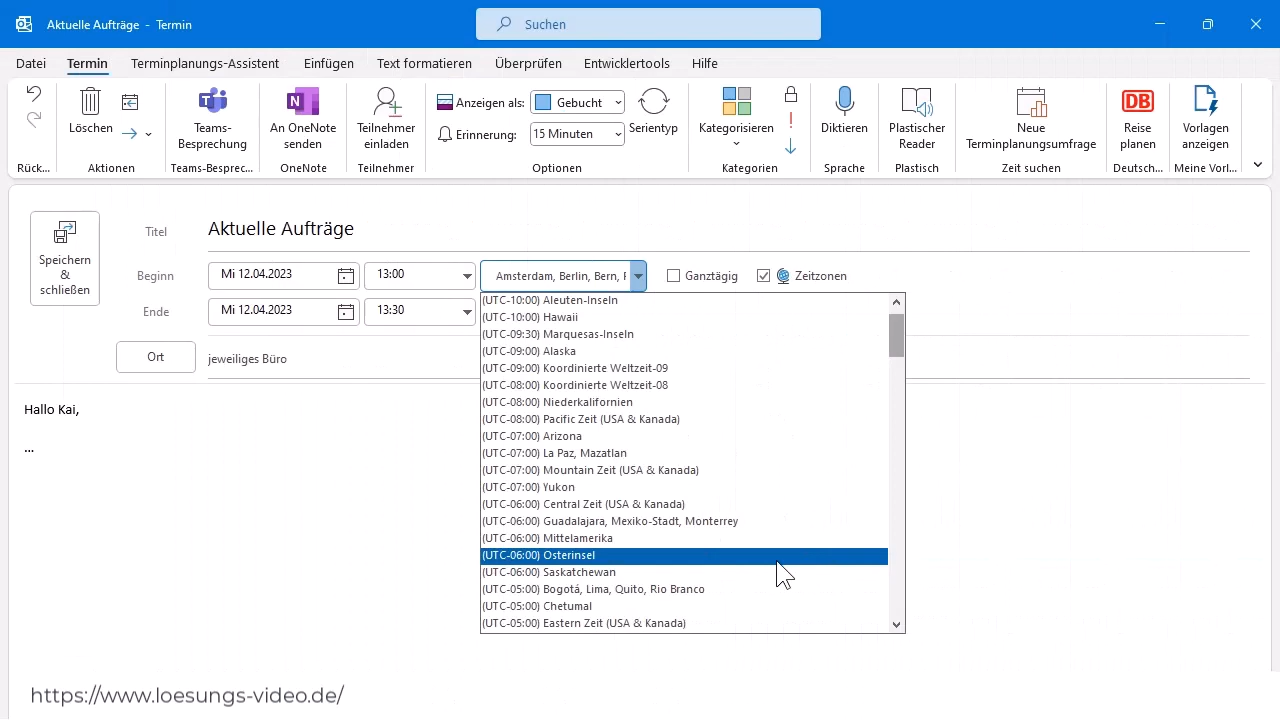 Aktuelle Aufträge - Termin
Suchen
Datei Termin Terminplanungs-Assistent Einfügen Text formatieren Überprüfen Entwicklertools Hilfe
Löschen
Teams-
Besprechung
An OneNote
senden
Teilnehmer
einladen
Anzeigen als: Gebucht
Erinnerung: 15 Minuten
Serientyp
Kategorisieren
Diktieren
Plastischer
Reader
Neue
Terminplanungsumfrage
DB
Reise
planen
Vorlagen
anzeigen
Rück... Aktionen Teams-Besprec... OneNote Teilnehmer Optionen Kategorien Sprache Plastisch Zeit suchen Deutsch... Meine Vorl...
Speichern
&
schließen
Titel Aktuelle Aufträge
Beginn Mi 12.04.2023 13:00 Amsterdam, Berlin, Bern, Ganztägig Zeitzonen
Ende Mi 12.04.2023 13:30
Ort jeweiliges Büro
(UTC-10:00) Aleuten-Inseln
(UTC-10:00) Hawaii
(UTC-09:30) Marquesas-Inseln
(UTC-09:00) Alaska
(UTC-09:00) Koordinierte Weltzeit-09
(UTC-08:00) Koordinierte Weltzeit-08
(UTC-08:00) Niederkalifornien
(UTC-08:00) Pacific Zeit (USA & Kanada)
(UTC-07:00) Arizona
(UTC-07:00) La Paz, Mazatlan
(UTC-07:00) Mountain Zeit (USA & Kanada)
(UTC-07:00) Yukon
(UTC-06:00) Central Zeit (USA & Kanada)
(UTC-06:00) Guadalajara, Mexiko-Stadt, Monterrey
(UTC-06:00) Mittelamerika
(UTC-06:00) Osterinsel
(UTC-06:00) Saskatchewan
(UTC-05:00) Bogotá, Lima, Quito, Rio Branco
(UTC-05:00) Chetumal
(UTC-05:00) Eastern Zeit (USA & Kanada)
Hallo Kai,
...
https://www.loesungs-video.de/